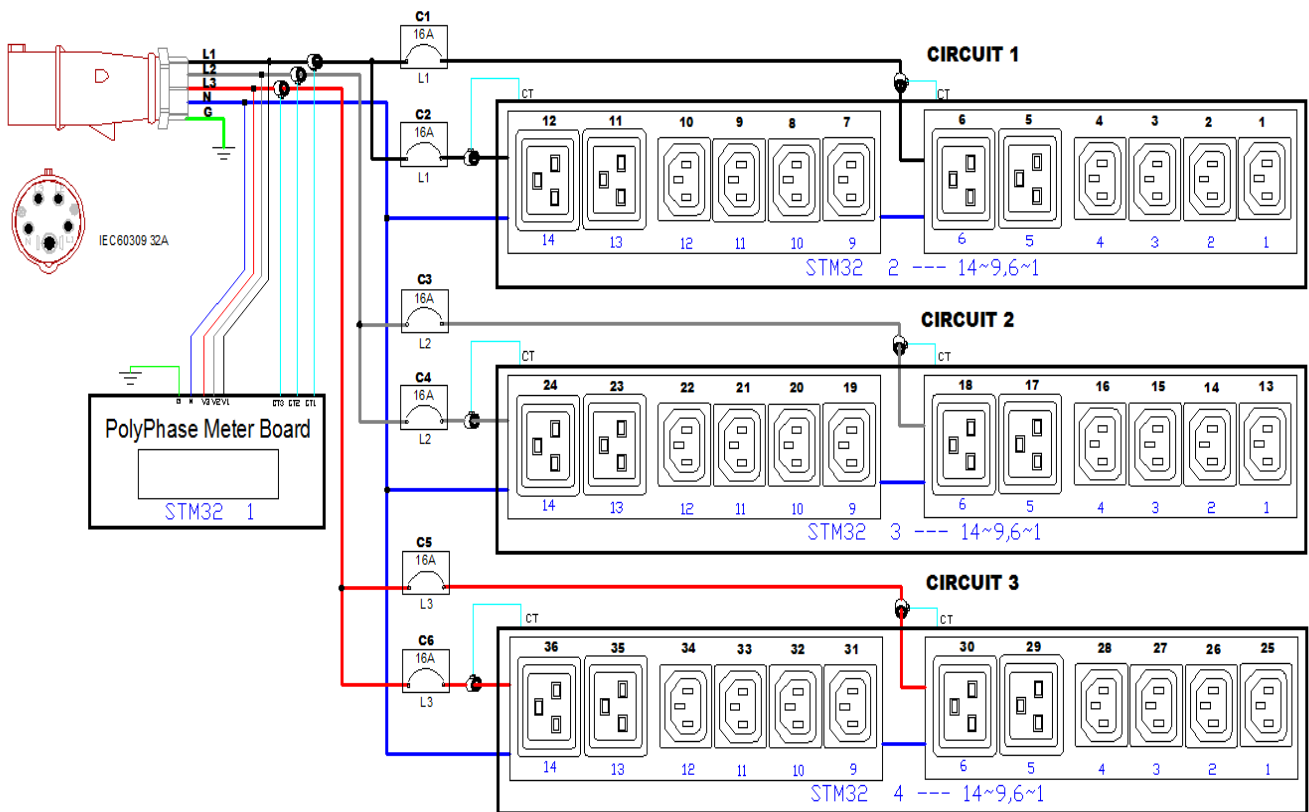 C1
16A
L1
CIRCUIT 1
L1
L2
L3
N
G
CT
CT
C2
16A
L1
12 11 10 9 8 7 6 5 4 3 2 1
14 13 12 11 10 9 6 5 4 3 2 1
STM32 2 --- 14~9,6~1
IEC60309 32A
C3
16A
L2
CIRCUIT 2
CT
CT
C4
16A
L2
24 23 22 21 20 19 18 17 16 15 14 13
14 13 12 11 10 9 6 5 4 3 2 1
STM32 3 --- 14~9,6~1
G N V3 V2 V1 CT3 CT2 CT1
PolyPhase Meter Board
STM32 1
C5
16A
L3
CIRCUIT 3
CT
CT
C6
16A
L3
36 35 34 33 32 31 30 29 28 27 26 25
14 13 12 11 10 9 6 5 4 3 2 1
STM32 4 --- 14~9,6~1